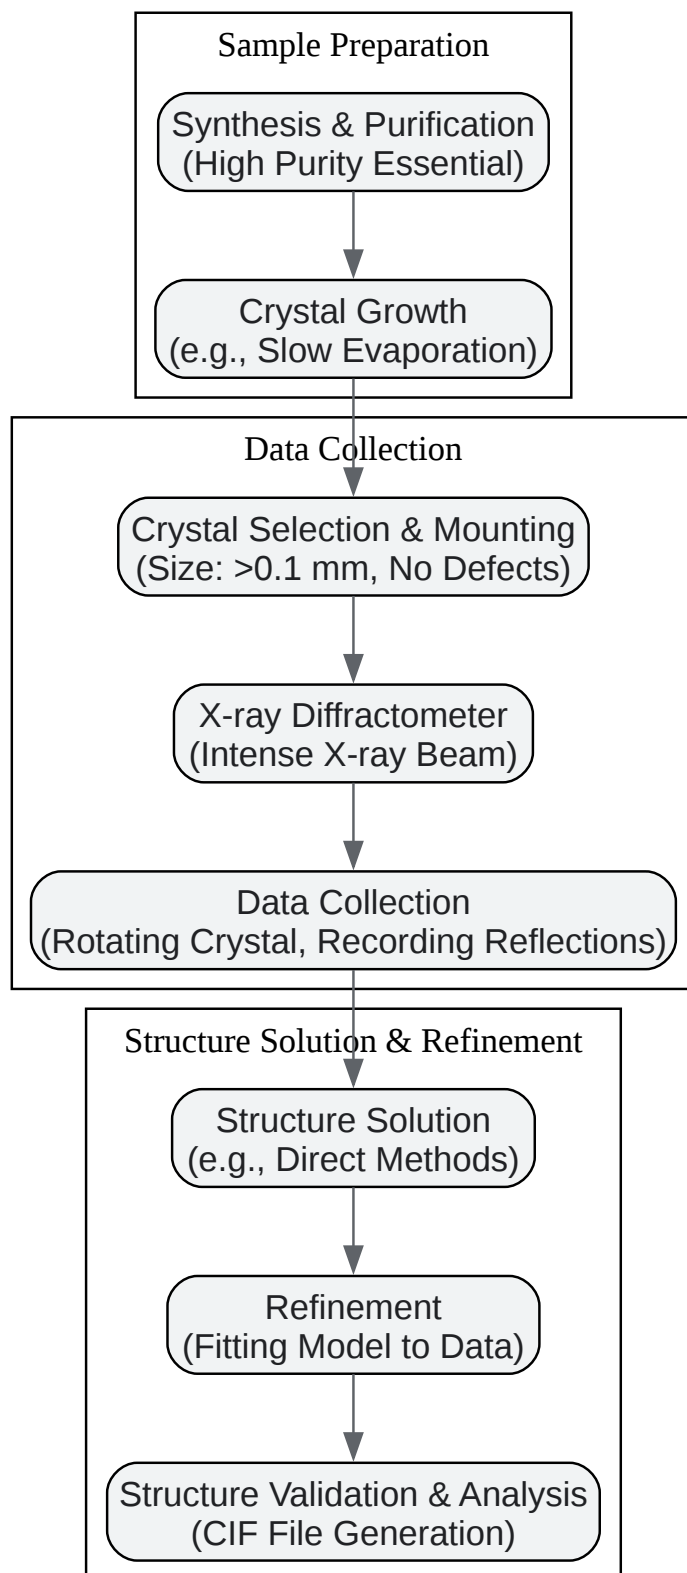 Sample Preparation
Synthesis & Purification
(High Purity Essential)
Crystal Growth
(e.g., Slow Evaporation)
Data Collection
Crystal Selection & Mounting
(Size: >0.1 mm, No Defects)
X-ray Diffractometer
(Intense X-ray Beam)
Data Collection
(Rotating Crystal, Recording Reflections)
Structure Solution & Refinement
Structure Solution
(e.g., Direct Methods)
Refinement
(Fitting Model to Data)
Structure Validation & Analysis
(CIF File Generation)